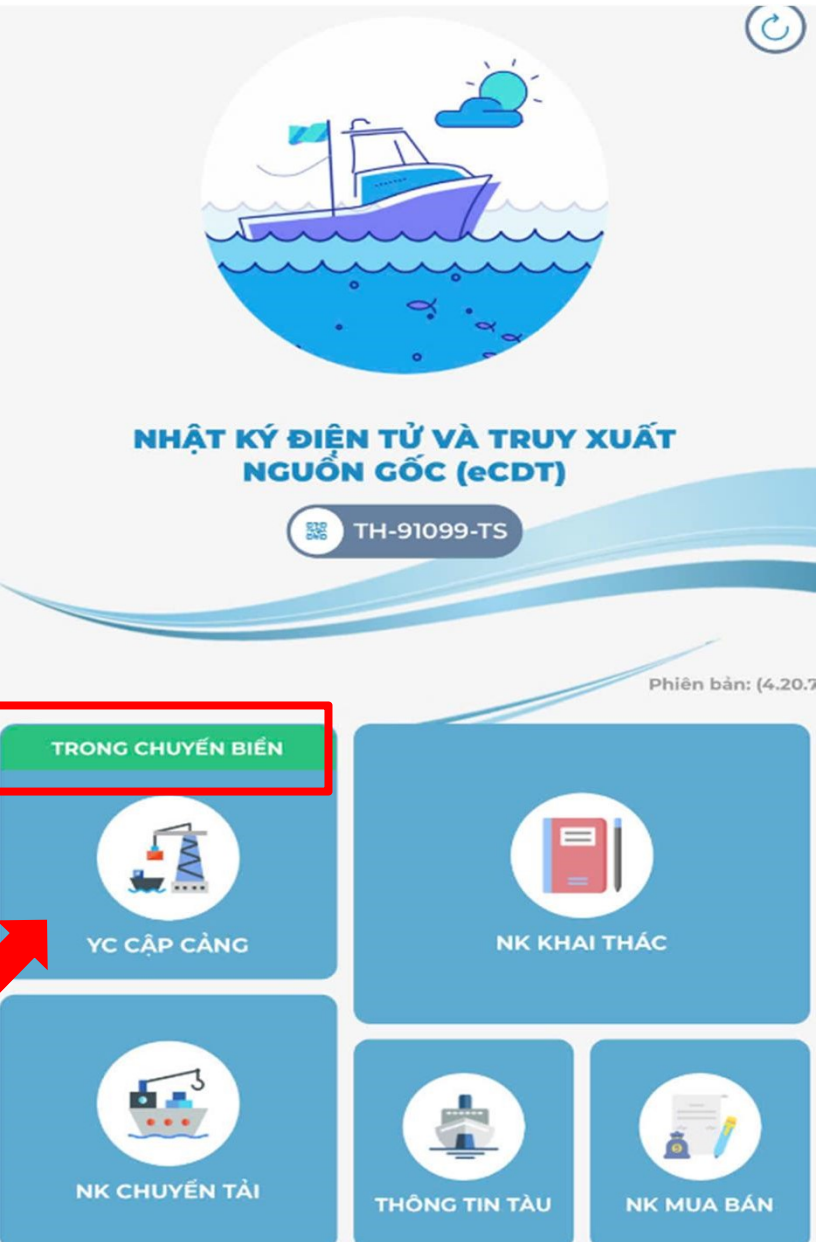 NHẬT KÝ ĐIỆN TỬ VÀ TRUY XUẤT
NGUỒN GỐC (eCDT)
TH-91099-TS
Phiên bản: (4.20.7
TRONG CHUYẾN BIỂN
YC CẬP CẢNG
NK KHAI THÁC
NK CHUYỂN TẢI
THÔNG TIN TÀU
NK MUA BÁN